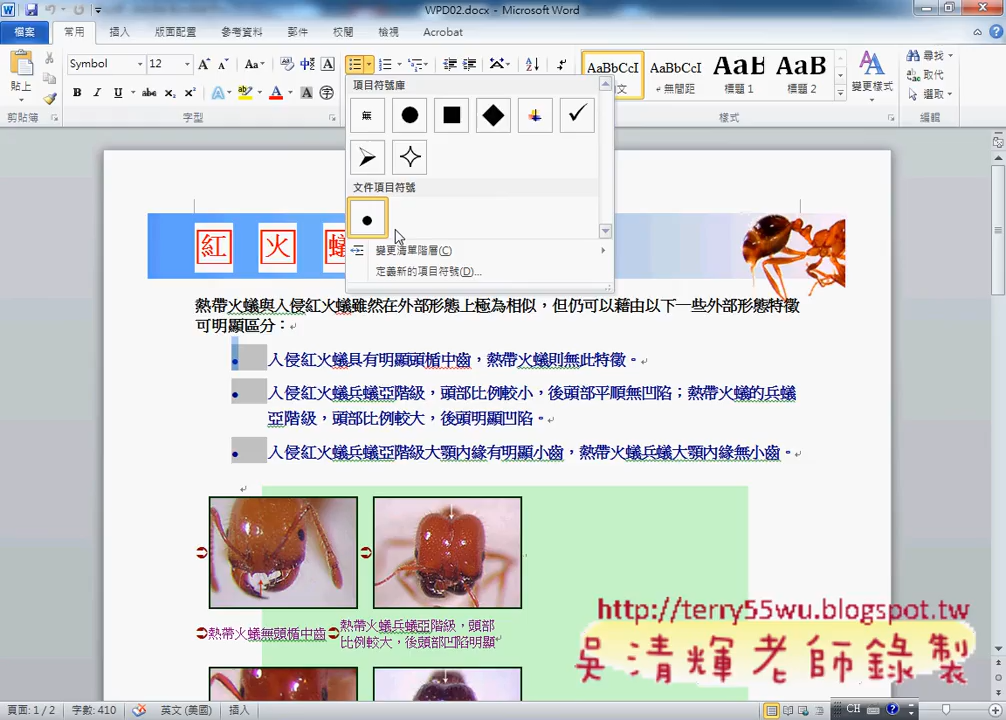 WPD02.docx - Microsoft Word
檔案
常用
插入
版面配置
參考資料
郵件
校閱
檢視
Acrobat
貼上
剪貼簿
Symbol
12
Aa
B I U abc x₂ x² A ab A A 字
字型
AaBbCcI
AaBbCcI
AaB
AaB
文
無間距
標題 1
標題 2
變更樣式
樣式
尋找
取代
選取
編輯
項目符號庫
無
文件項目符號
變更清單階層(C)
定義新的項目符號(D)...
紅 火 蟻
熱帶火蟻與入侵紅火蟻雖然在外部形態上極為相似，但仍可以藉由以下一些外部形態特徵
可明顯區分：
• 入侵紅火蟻具有明顯頭楯中齒，熱帶火蟻則無此特徵。
• 入侵紅火蟻兵蟻亞階級，頭部比例較小，後頭部平順無凹陷；熱帶火蟻的兵蟻
亞階級，頭部比例較大，後頭明顯凹陷。
• 入侵紅火蟻兵蟻亞階級大顎內緣有明顯小齒，熱帶火蟻兵蟻大顎內緣無小齒。
熱帶火蟻無頭楯中齒
熱帶火蟻兵蟻亞階級，頭部
比例較大，後頭部凹陷明顯
http://terry55wu.blogspot.tw
吳清輝老師錄製
頁面: 1 / 2
字數: 410
英文 (美國)
插入
CH